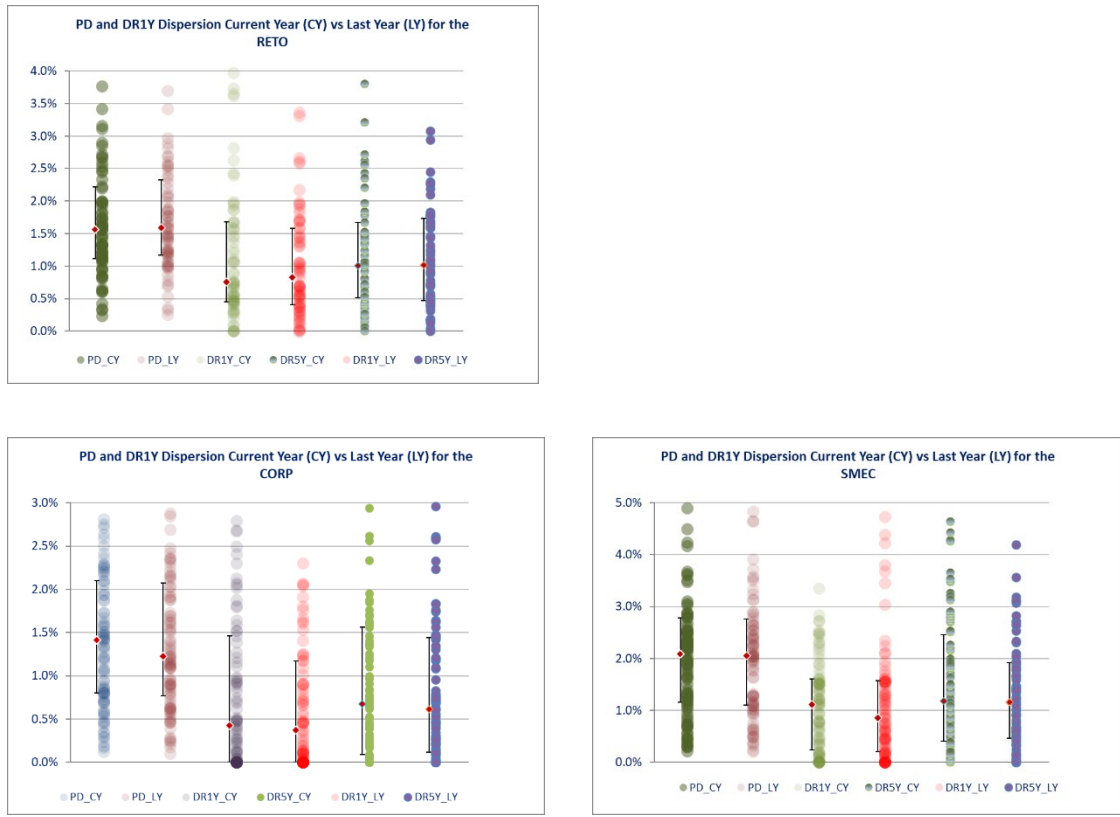 PD and DR1Y Dispersion Current Year (CY) vs Last Year (LY) for the
RETO
4.0%
3.5%
3.0%
2.5%
2.0%
1.5%
1.0%
0.5%
0.0%
PD_CY PD_LY DR1Y_CY DR5Y_CY DR1Y_LY DR5Y_LY
PD and DR1Y Dispersion Current Year (CY) vs Last Year (LY) for the
CORP
3.0%
2.5%
2.0%
1.5%
1.0%
0.5%
0.0%
PD_CY PD_LY DR1Y_CY DR5Y_CY DR1Y_LY DR5Y_LY
PD and DR1Y Dispersion Current Year (CY) vs Last Year (LY) for the
SMEC
5.0%
4.0%
3.0%
2.0%
1.0%
0.0%
PD_CY PD_LY DR1Y_CY DR5Y_CY DR1Y_LY DR5Y_LY